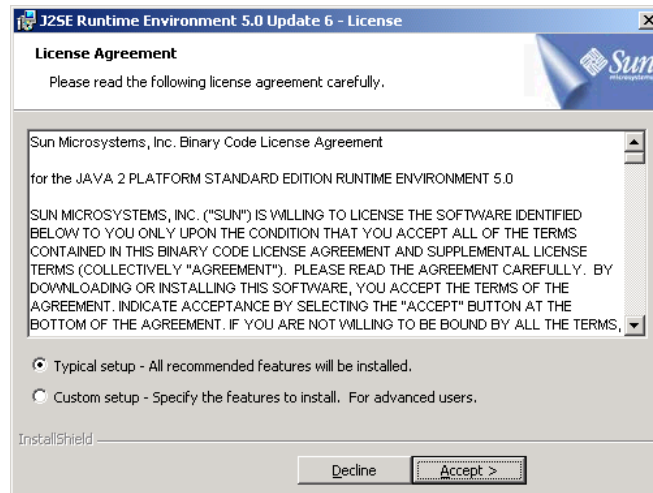 J2SE Runtime Environment 5.0 Update 6 - License
License Agreement
Please read the following license agreement carefully.
Sun
microsystems
Sun Microsystems, Inc. Binary Code License Agreement
for the JAVA 2 PLATFORM STANDARD EDITION RUNTIME ENVIRONMENT 5.0
SUN MICROSYSTEMS, INC. ("SUN") IS WILLING TO LICENSE THE SOFTWARE IDENTIFIED
BELOW TO YOU ONLY UPON THE CONDITION THAT YOU ACCEPT ALL OF THE TERMS
CONTAINED IN THIS BINARY CODE LICENSE AGREEMENT AND SUPPLEMENTAL LICENSE
TERMS (COLLECTIVELY "AGREEMENT").  PLEASE READ THE AGREEMENT CAREFULLY.  BY
DOWNLOADING OR INSTALLING THIS SOFTWARE, YOU ACCEPT THE TERMS OF THE
AGREEMENT. INDICATE ACCEPTANCE BY SELECTING THE "ACCEPT" BUTTON AT THE
BOTTOM OF THE AGREEMENT. IF YOU ARE NOT WILLING TO BE BOUND BY ALL THE TERMS,
Typical setup - All recommended features will be installed.
Custom setup - Specify the features to install.  For advanced users.
InstallShield
Decline
Accept >